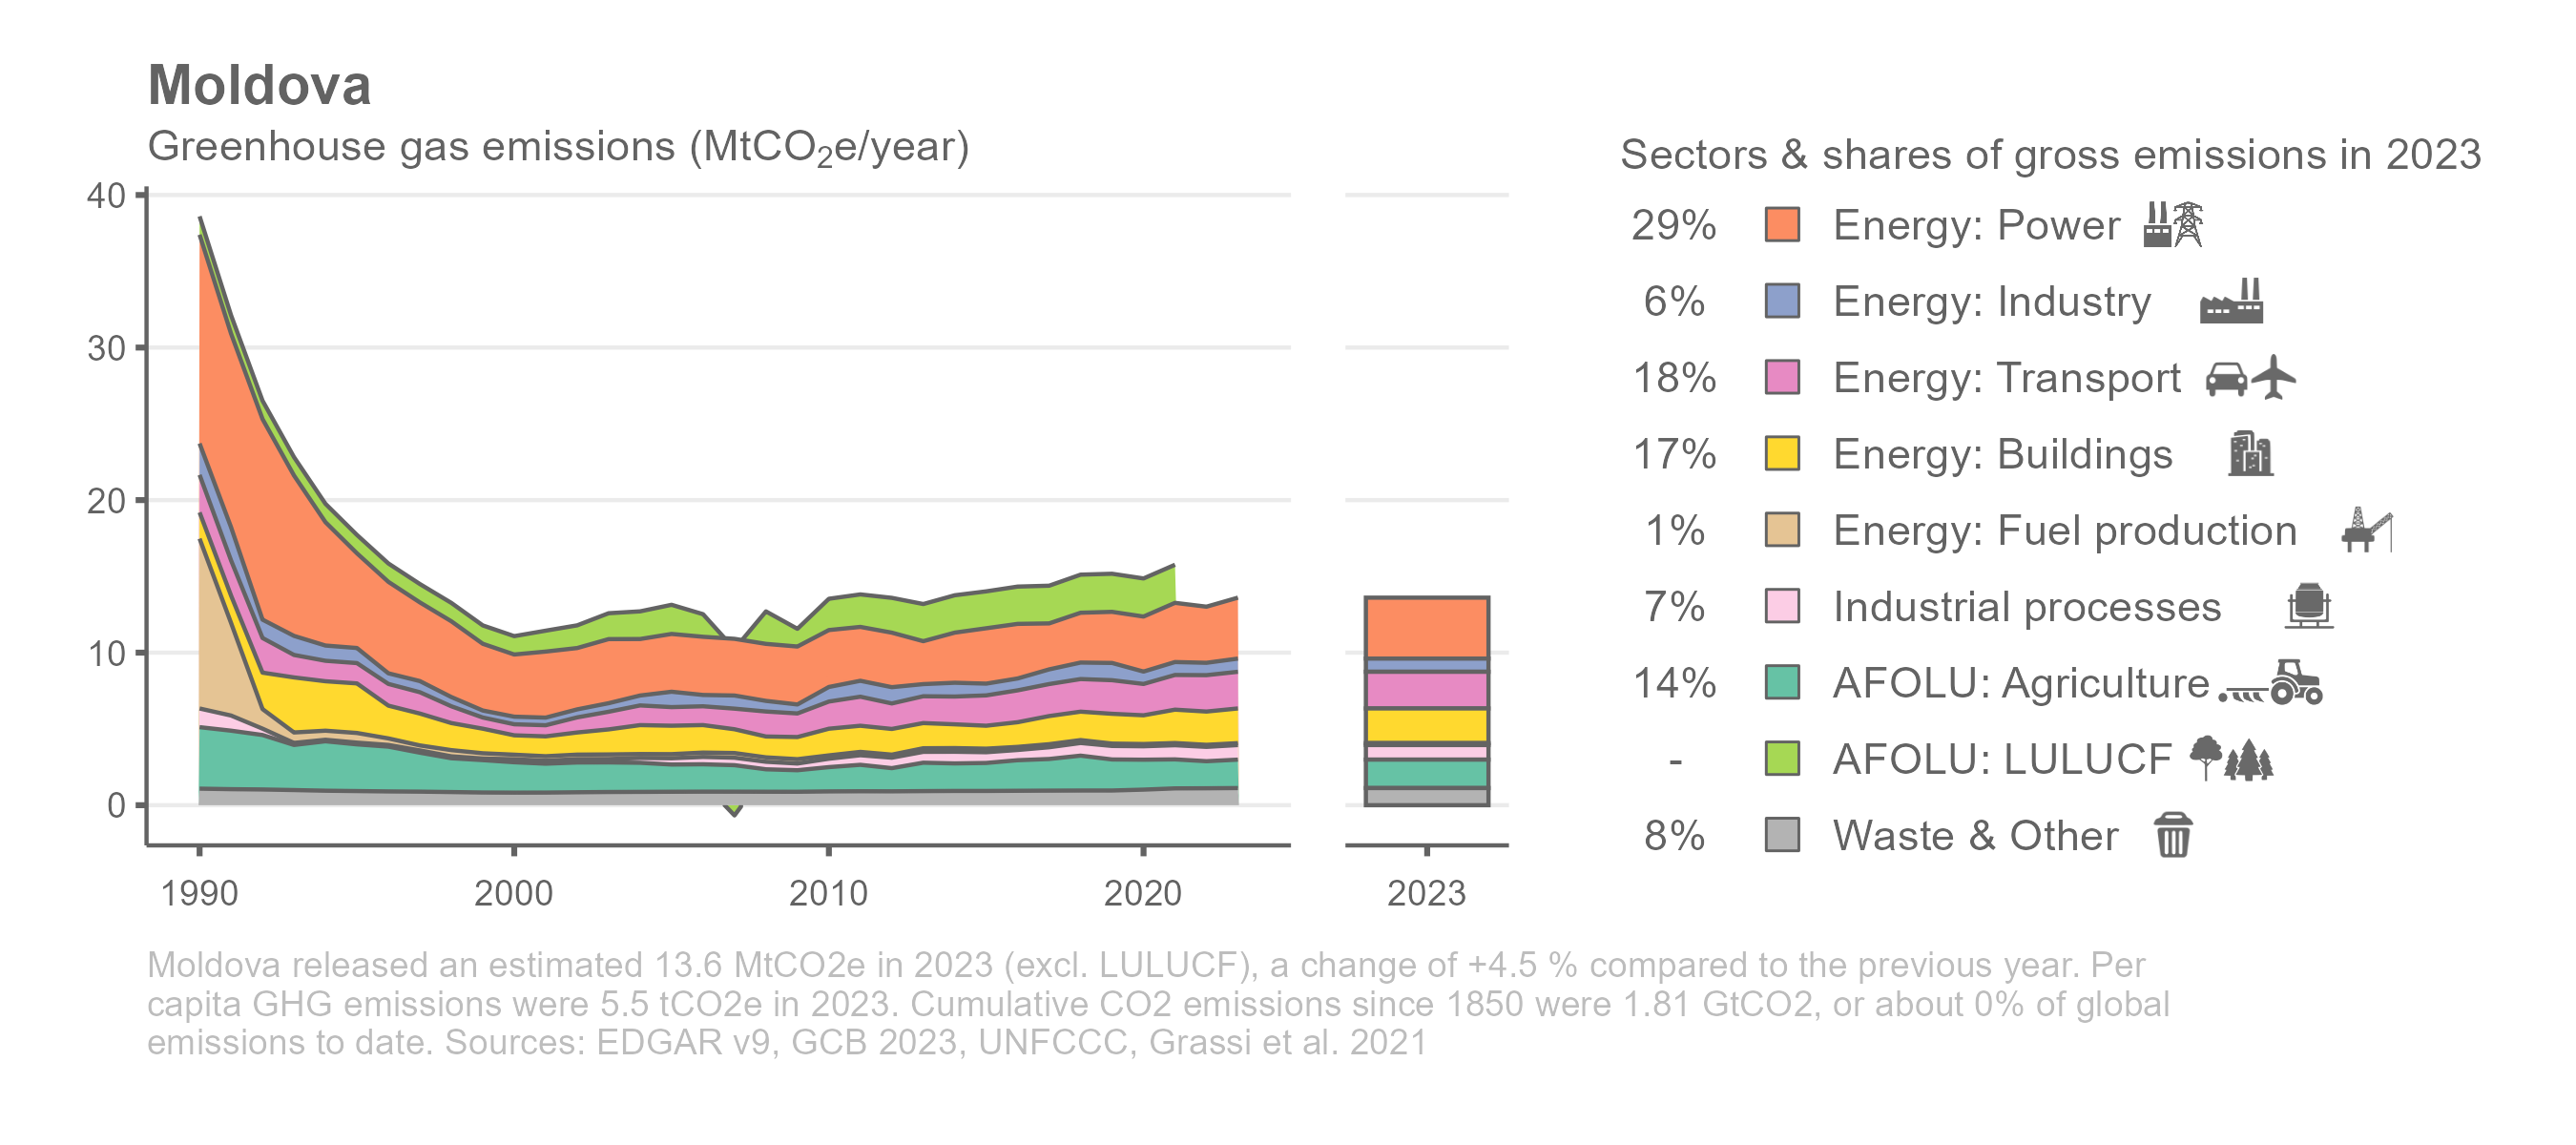 Moldova
Greenhouse gas emissions (MtCO₂e/year)
40
30
20
10
0
1990 2000 2010 2020 2023
Sectors & shares of gross emissions in 2023
29% Energy: Power
6% Energy: Industry
18% Energy: Transport
17% Energy: Buildings
1% Energy: Fuel production
7% Industrial processes
14% AFOLU: Agriculture
- AFOLU: LULUCF
8% Waste & Other
Moldova released an estimated 13.6 MtCO2e in 2023 (excl. LULUCF), a change of +4.5 % compared to the previous year. Per
capita GHG emissions were 5.5 tCO2e in 2023. Cumulative CO2 emissions since 1850 were 1.81 GtCO2, or about 0% of global
emissions to date. Sources: EDGAR v9, GCB 2023, UNFCCC, Grassi et al. 2021